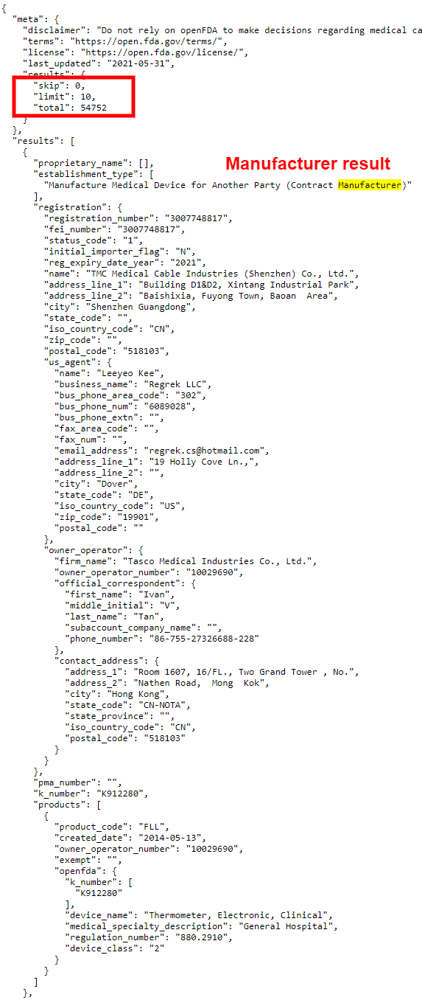 {
"meta": {
"disclaimer": "Do not rely on openFDA to make decisions regarding medical ca
"terms": "https://open.fda.gov/terms/",
"license": "https://open.fda.gov/license/",
"last_updated": "2021-05-31",
"results": {
"skip": 0,
"limit": 10,
"total": 54752
}
},
"results": [
{
"proprietary_name": [],
Manufacturer result
"establishment_type": [
"Manufacture Medical Device for Another Party (Contract Manufacturer)"
],
"registration": {
"registration_number": "3007748817",
"fei_number": "3007748817",
"status_code": "1",
"initial_importer_flag": "N",
"reg_expiry_date_year": "2021",
"name": "TMC Medical Cable Industries (Shenzhen) Co., Ltd.",
"address_line_1": "Building D1&D2, Xintang Industrial Park",
"address_line_2": "Baishixia, Fuyong Town, Baoan  Area",
"city": "Shenzhen Guangdong",
"state_code": "",
"iso_country_code": "CN",
"zip_code": "",
"postal_code": "518103",
"us_agent": {
"name": "Leeyeo Kee",
"business_name": "Regrek LLC",
"bus_phone_area_code": "302",
"bus_phone_num": "6089028",
"bus_phone_extn": "",
"fax_area_code": "",
"fax_num": "",
"email_address": "regrek.cs@hotmail.com",
"address_line_1": "19 Holly Cove Ln.,",
"address_line_2": "",
"city": "Dover",
"state_code": "DE",
"iso_country_code": "US",
"zip_code": "19901",
"postal_code": ""
},
"owner_operator": {
"firm_name": "Tasco Medical Industries Co., Ltd.",
"owner_operator_number": "10029690",
"official_correspondent": {
"first_name": "Ivan",
"middle_initial": "V",
"last_name": "Tan",
"subaccount_company_name": "",
"phone_number": "86-755-27326688-228"
},
"contact_address": {
"address_1": "Room 1607, 16/FL., Two Grand Tower , No.",
"address_2": "Nathen Road,  Mong  Kok",
"city": "Hong Kong",
"state_code": "CN-NOTA",
"state_province": "",
"iso_country_code": "CN",
"postal_code": "518103"
}
}
},
"pma_number": "",
"k_number": "K912280",
"products": [
{
"product_code": "FLL",
"created_date": "2014-05-13",
"owner_operator_number": "10029690",
"exempt": "",
"openfda": {
"k_number": [
"K912280"
],
"device_name": "Thermometer, Electronic, Clinical",
"medical_specialty_description": "General Hospital",
"regulation_number": "880.2910",
"device_class": "2"
}
}
]
},